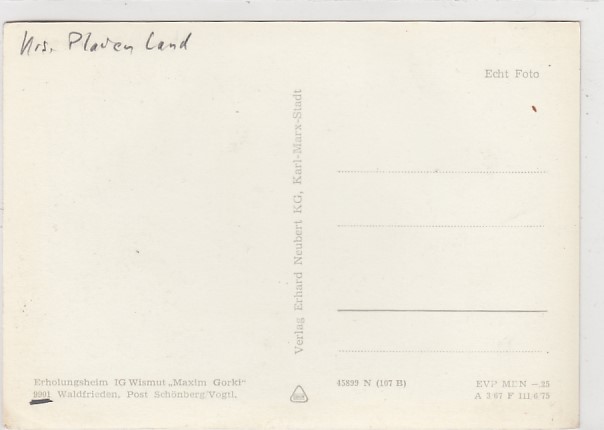 Krs. Plauen Land
Echt Foto
Verlag Erhard Neubert KG, Karl-Marx-Stadt
Erholungsheim IG Wismut „Maxim Gorki"
9901 Waldfrieden, Post Schönberg/Vogtl.
45899 N (197 B)
EVP MDN –.25
A 3/67 F 111/6/75